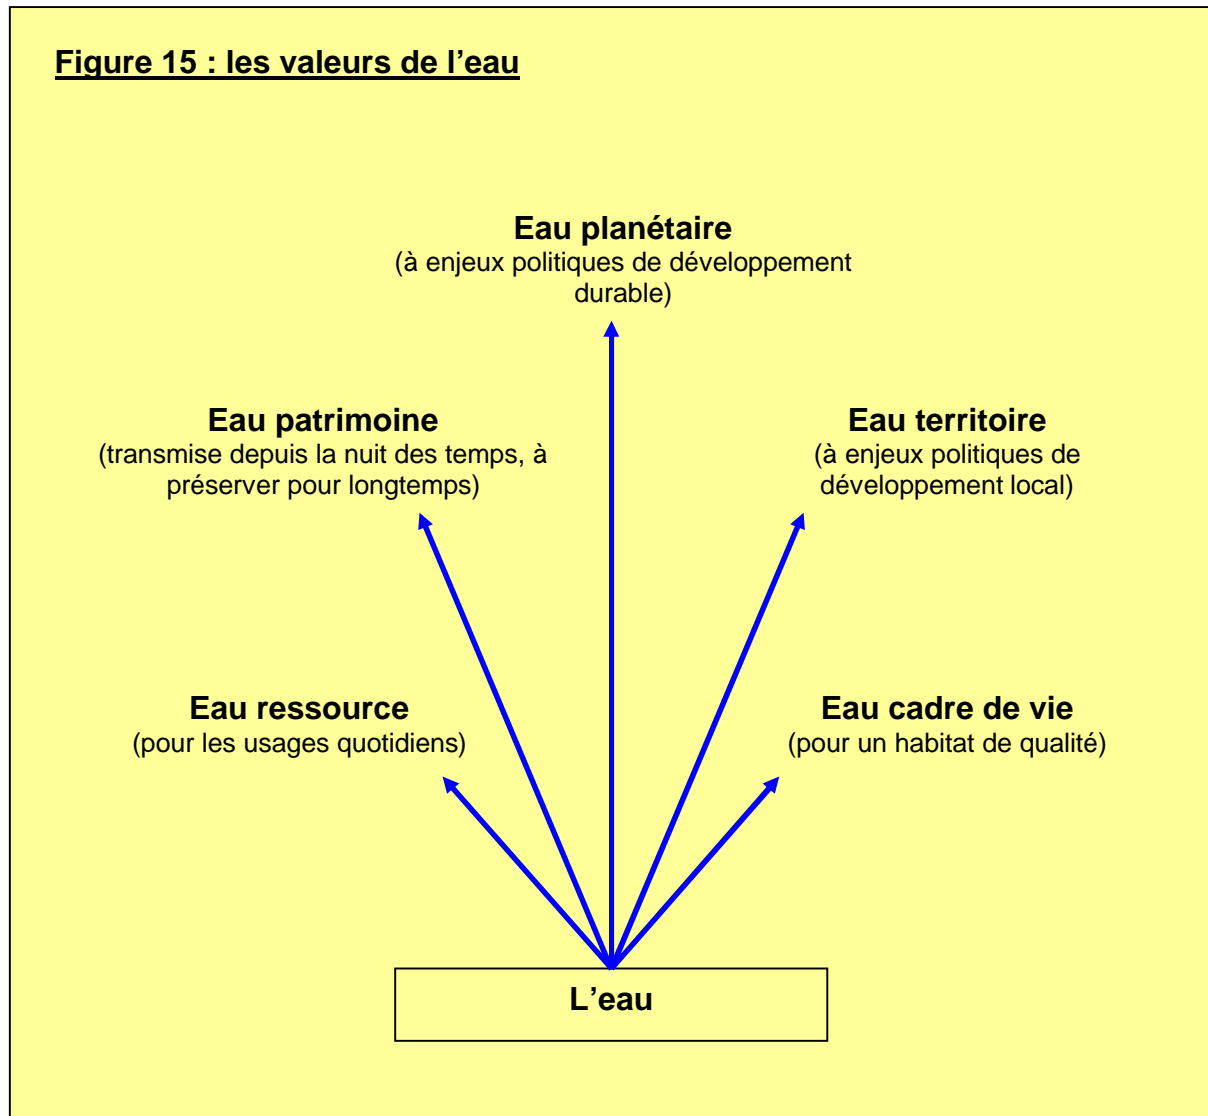 Figure 15 : les valeurs de l’eau
Eau planétaire
(à enjeux politiques de développement
durable)
Eau patrimoine
(transmise depuis la nuit des temps, à
préserver pour longtemps)
Eau territoire
(à enjeux politiques de
développement local)
Eau ressource
(pour les usages quotidiens)
Eau cadre de vie
(pour un habitat de qualité)
L’eau